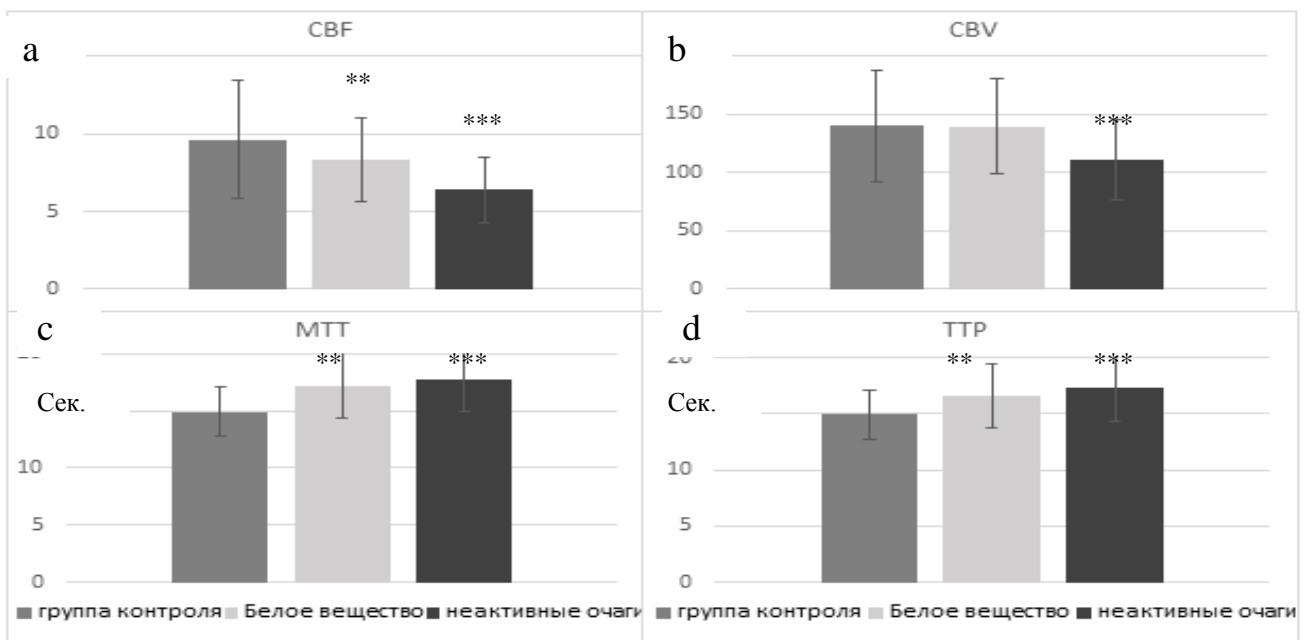 a
CBF
**
***
10
5
0
b
CBV
150
***
100
50
0
c
MTT
**
***
Сек.
10
5
0
■ группа контроля ■ Белое вещество ■ неактивные очаги
d
TTP
20
**
***
Сек.
10
5
0
■ группа контроля ■ Белое вещество ■ неактивные очаги